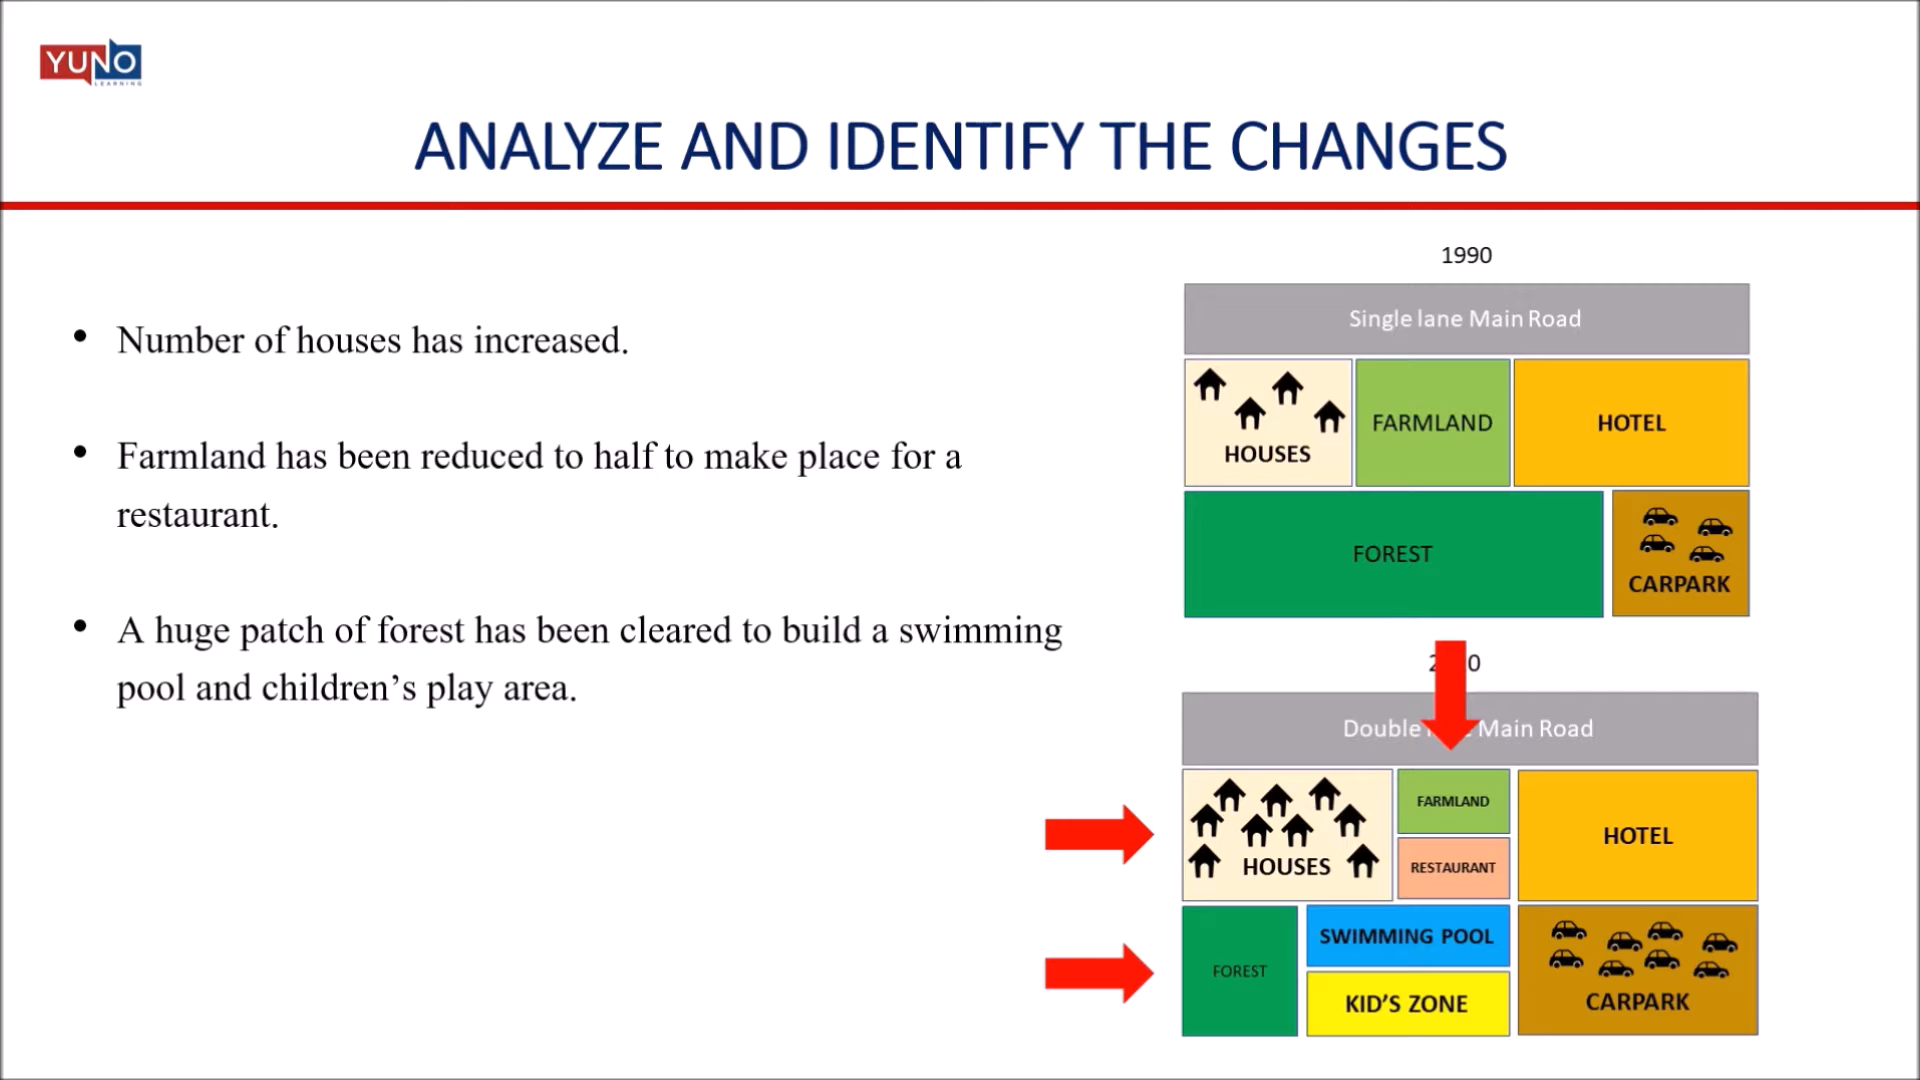 YUNO
LEARNING
ANALYZE AND IDENTIFY THE CHANGES
• Number of houses has increased.
• Farmland has been reduced to half to make place for a
restaurant.
• A huge patch of forest has been cleared to build a swimming
pool and children’s play area.
1990
Single lane Main Road
HOUSES
FARMLAND
HOTEL
FOREST
CARPARK
Double Main Road
HOUSES
FARMLAND
RESTAURANT
HOTEL
FOREST
SWIMMING POOL
KID’S ZONE
CARPARK